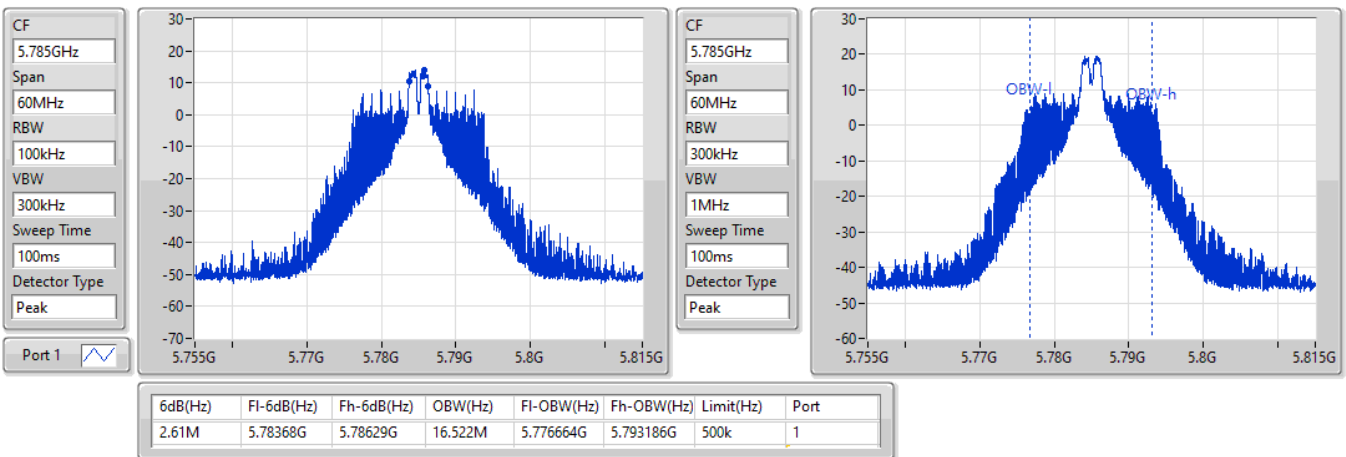 CF
5.785GHz
Span
60MHz
RBW
100kHz
VBW
300kHz
Sweep Time
100ms
Detector Type
Peak
Port 1
30
20
10
0
-10
-20
-30
-40
-50
-60
-70
5.755G 5.77G 5.78G 5.79G 5.8G 5.815G
CF
5.785GHz
Span
60MHz
RBW
300kHz
VBW
1MHz
Sweep Time
100ms
Detector Type
Peak
30
20
10
0
-10
-20
-30
-40
-50
-60
OBW-l OBW-h
5.755G 5.77G 5.78G 5.79G 5.8G 5.815G
6dB(Hz) Fl-6dB(Hz) Fh-6dB(Hz) OBW(Hz) Fl-OBW(Hz) Fh-OBW(Hz) Limit(Hz) Port
2.61M 5.78368G 5.78629G 16.522M 5.776664G 5.793186G 500k 1